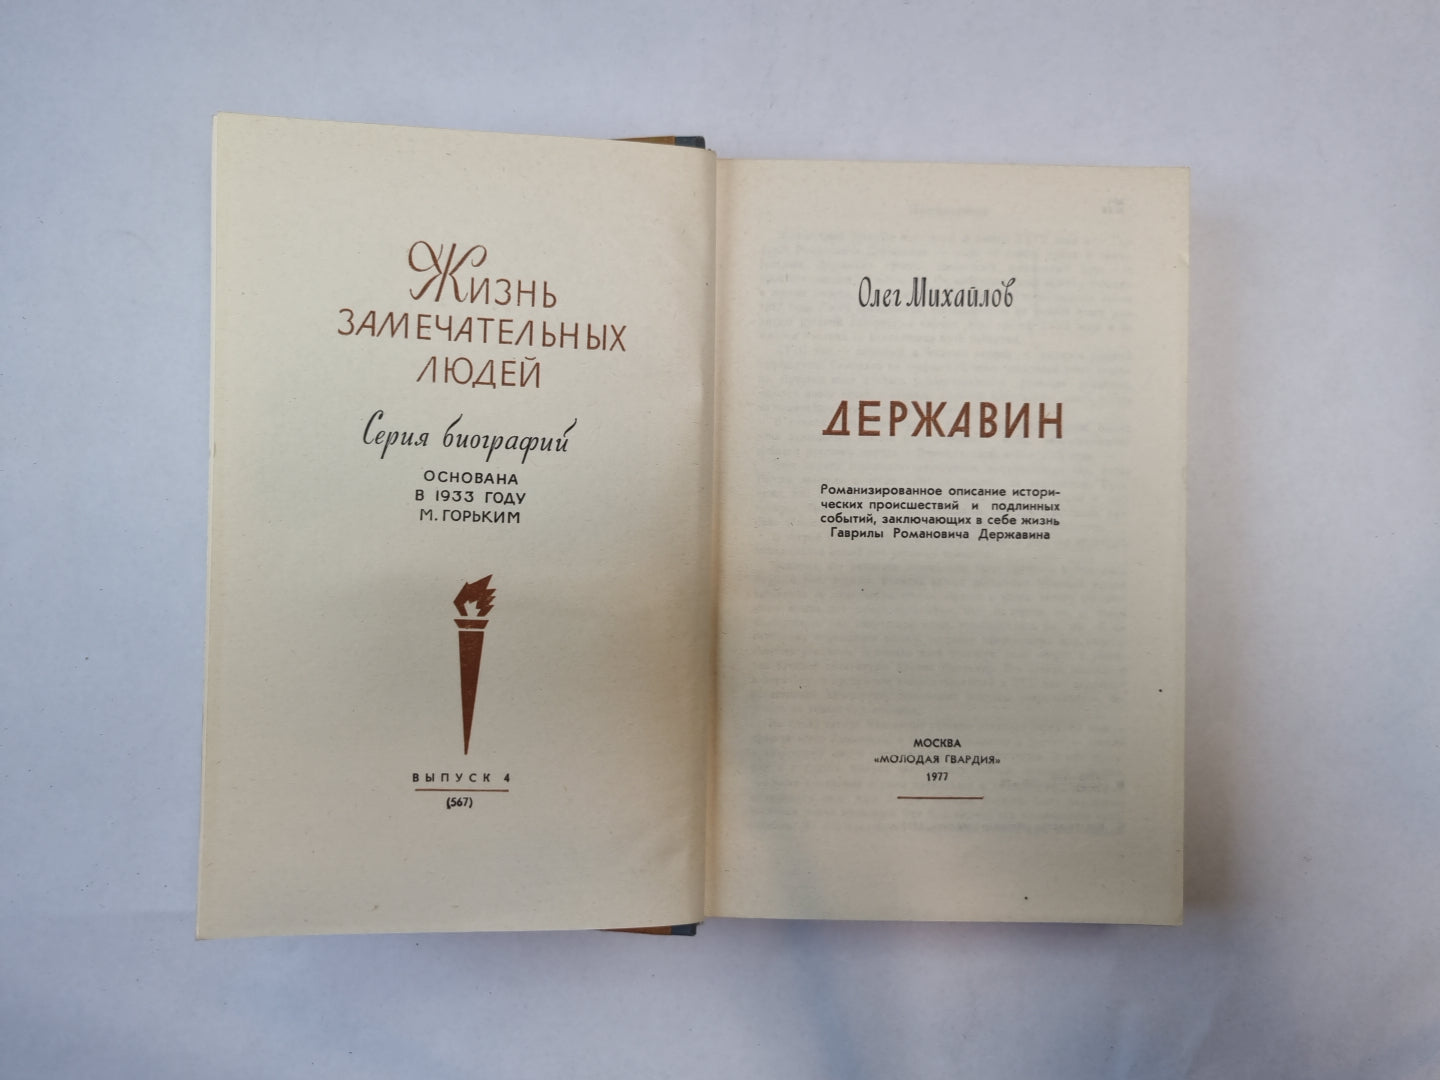 Жизнь
ЗАМЕЧАТЕЛЬНЫХ
ЛЮДЕЙ
Серия биографий
ОСНОВАНА
В 1933 ГОДУ
М. ГОРЬКИМ
ВЫПУСК 4
(567)
Олег Михайлов
ДЕРЖАВИН
Романизированное описание истори-
ческих происшествий и подлинных
событий, заключающих в себе жизнь
Гаврилы Романовича Державина
МОСКВА
«МОЛОДАЯ ГВАРДИЯ»
1977